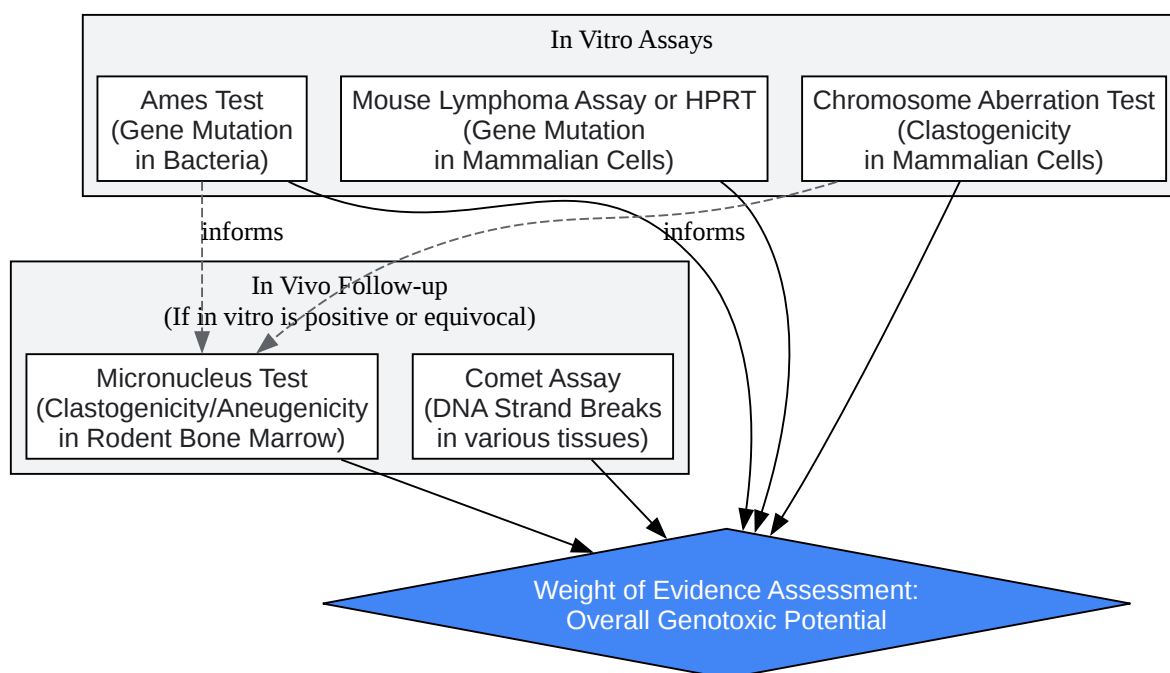 In Vitro Assays
Ames Test
(Gene Mutation
in Bacteria)
Mouse Lymphoma Assay or HPRT
(Gene Mutation
in Mammalian Cells)
Chromosome Aberration Test
(Clastogenicity
in Mammalian Cells)
informs
informs
In Vivo Follow-up
(If in vitro is positive or equivocal)
Micronucleus Test
(Clastogenicity/Aneugenicity
in Rodent Bone Marrow)
Comet Assay
(DNA Strand Breaks
in various tissues)
Weight of Evidence Assessment:
Overall Genotoxic Potential